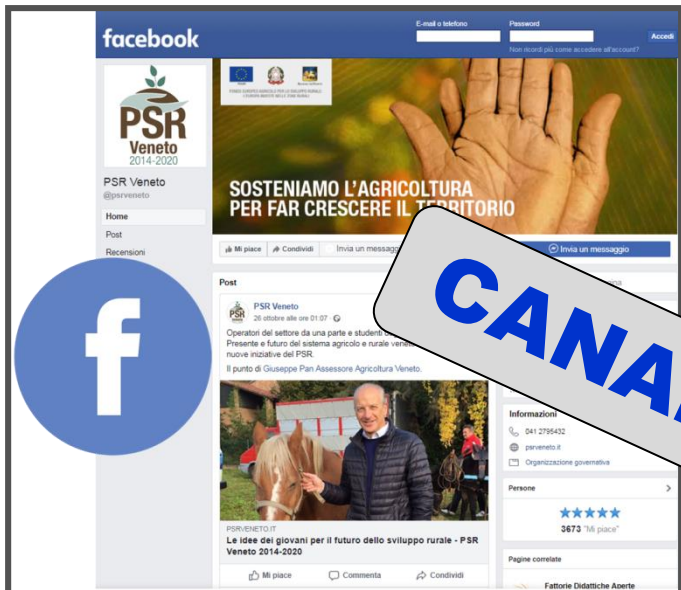 facebook
E-mail o telefono
Password
Accedi
Non ricordi più come accedere all'account?
PSR
Veneto
2014-2020
PSR Veneto
@psrveneto
Home
Post
Recensioni
SOSTENIAMO L'AGRICOLTURA
PER FAR CRESCERE IL TERRITORIO
Mi piace
Condividi
Invia un messagg
Invia un messaggio
CANA
Post
PSR Veneto
26 ottobre alle ore 01:07
Operatori del settore da una parte e studenti
Presente e futuro del sistema agricolo e rurale
nuove iniziative del PSR.
Il punto di Giuseppe Pan Assessore Agricoltura Veneto.
PSRVENETO.IT
Le idee dei giovani per il futuro dello sviluppo rurale - PSR
Veneto 2014-2020
Mi piace
Commenta
Condividi
Informazioni
041 2795432
psrveneto.it
Organizzazione governativa
Persone
3673 "Mi piace"
Pagine correlate
Fattorie Didattiche Aperte
f